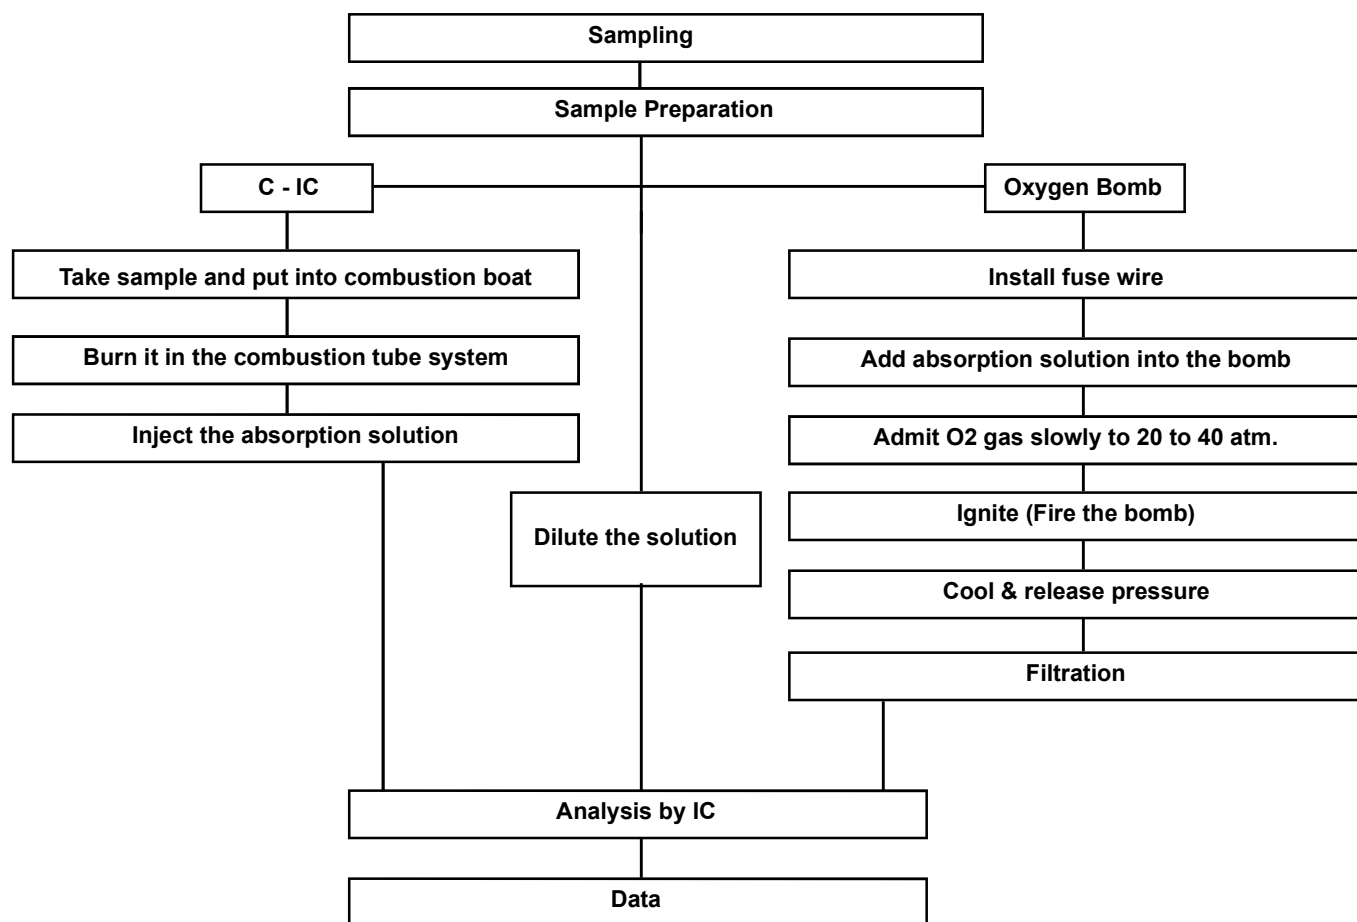 Sampling
Sample Preparation
C - IC
Oxygen Bomb
Take sample and put into combustion boat
Install fuse wire
Burn it in the combustion tube system
Add absorption solution into the bomb
Inject the absorption solution
Admit O2 gas slowly to 20 to 40 atm.
Ignite (Fire the bomb)
Dilute the solution
Cool & release pressure
Filtration
Analysis by IC
Data